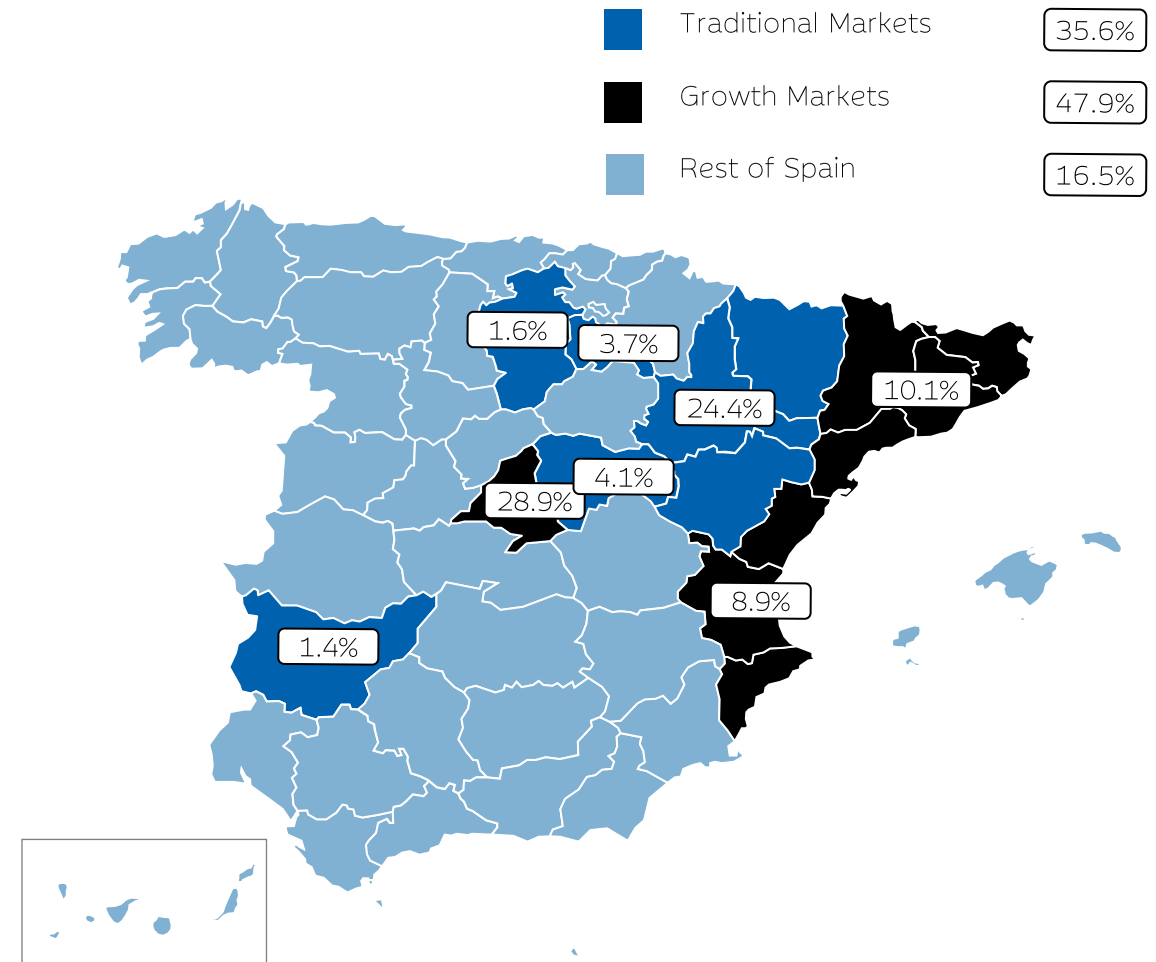 Traditional Markets 35.6%
Growth Markets 47.9%
Rest of Spain 16.5%
1.6%
3.7%
10.1%
24.4%
4.1%
28.9%
8.9%
1.4%